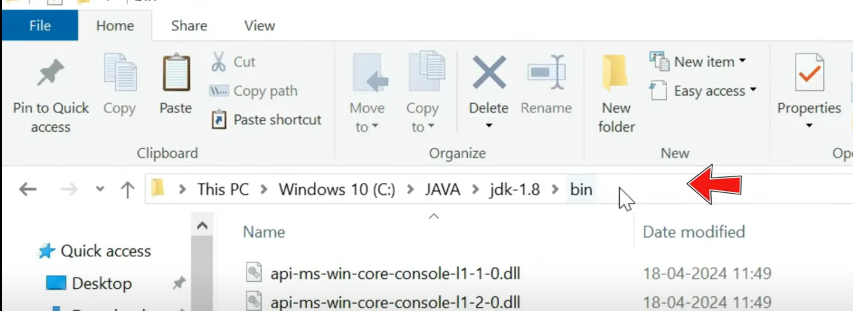 File Home Share View
Pin to Quick access
Copy
Paste
Cut
Copy path
Paste shortcut
Clipboard
Move to
Copy to
Delete
Rename
Organize
New folder
New item
Easy access
New
Properties
This PC > Windows 10 (C:) > JAVA > jdk-1.8 > bin
Quick access
Desktop
Name Date modified
api-ms-win-core-console-l1-1-0.dll 18-04-2024 11:49
api-ms-win-core-console-l1-2-0.dll 18-04-2024 11:49